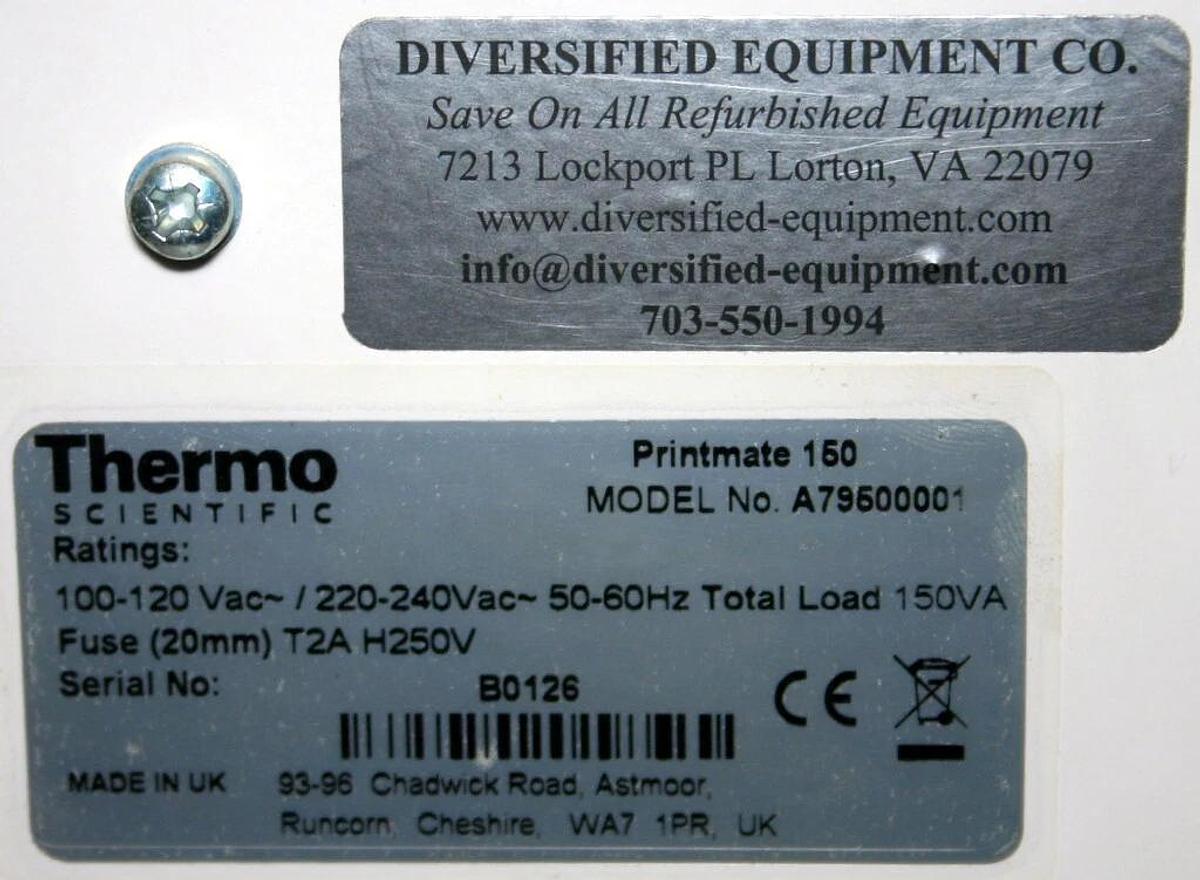 DIVERSIFIED EQUIPMENT CO.
Save On All Refurbished Equipment
7213 Lockport PL Lorton, VA 22079
www.diversified-equipment.com
info@diversified-equipment.com
703-550-1994
Thermo
SCIENTIFIC
Printmate 150
MODEL No. A79500001
Ratings:
100-120 Vac~ / 220-240Vac~ 50-60Hz Total Load 150VA
Fuse (20mm) T2A H250V
Serial No: B0126
CE
MADE IN UK 93-96 Chadwick Road, Astmoor,
Runcorn, Cheshire, WA7 1PR, UK